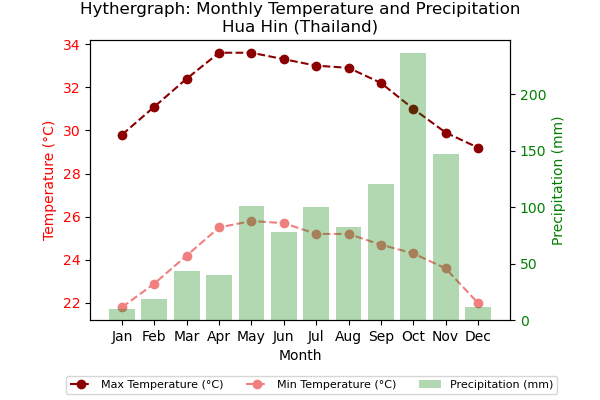 Hythergraph: Monthly Temperature and Precipitation
Hua Hin (Thailand)
34
32
30
28
26
24
22
Temperature (°C)
200
150
100
50
0
Precipitation (mm)
Jan Feb Mar Apr May Jun Jul Aug Sep Oct Nov Dec
Month
Max Temperature (°C) Min Temperature (°C) Precipitation (mm)